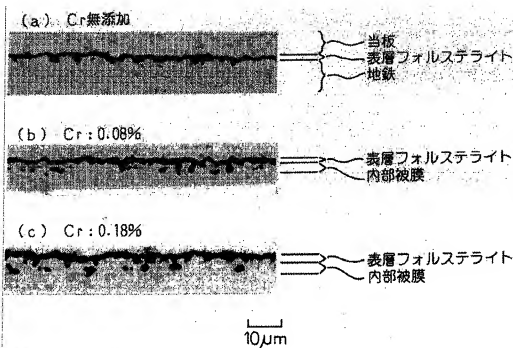 (a) Cr無添加
当板
表層フォルステライト
地鉄
(b) Cr:0.08%
表層フォルステライト
内部被膜
(c) Cr:0.18%
表層フォルステライト
内部被膜
10μm